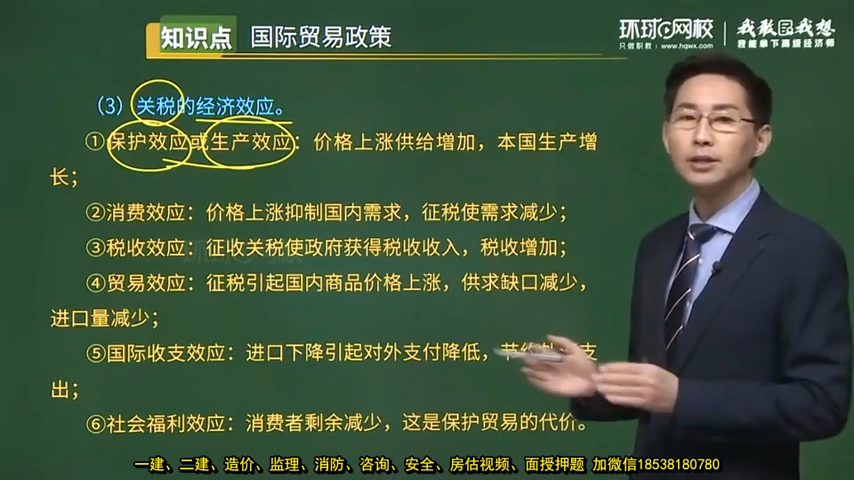 知识点 国际贸易政策
环球网校
只做职教：www.hqwx.com
我敢 我想
我能拿下高级经济师
（3）关税的经济效应。
①保护效应或生产效应：价格上涨供给增加，本国生产增
长；
②消费效应：价格上涨抑制国内需求，征税使需求减少；
③税收效应：征收关税使政府获得税收收入，税收增加；
④贸易效应：征税引起国内商品价格上涨，供求缺口减少，
进口量减少；
⑤国际收支效应：进口下降引起对外支付降低，节约外汇支
出；
⑥社会福利效应：消费者剩余减少，这是保护贸易的代价。
一建、二建、造价、监理、消防、咨询、安全、房估视频、面授押题 加微信18538180780